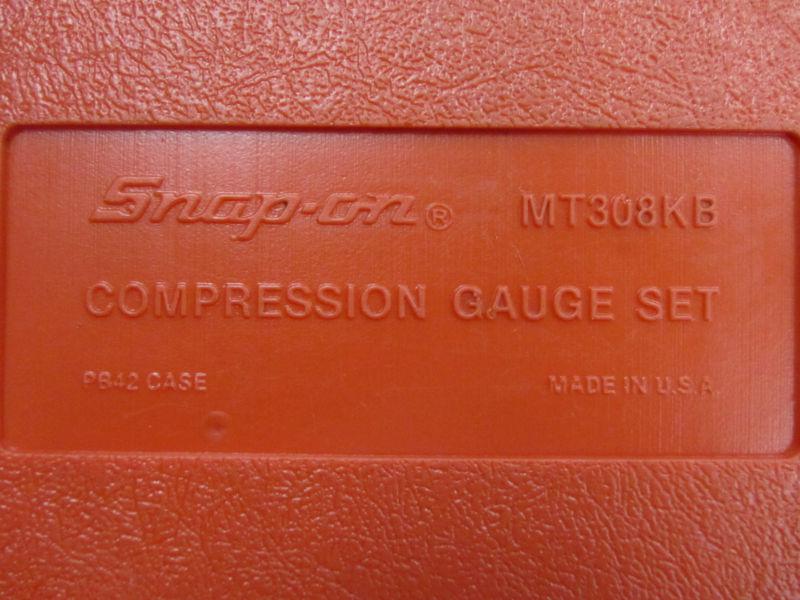 Snap-on® MT308KB
COMPRESSION GAUGE SET
PB42 CASE MADE IN U.S.A.